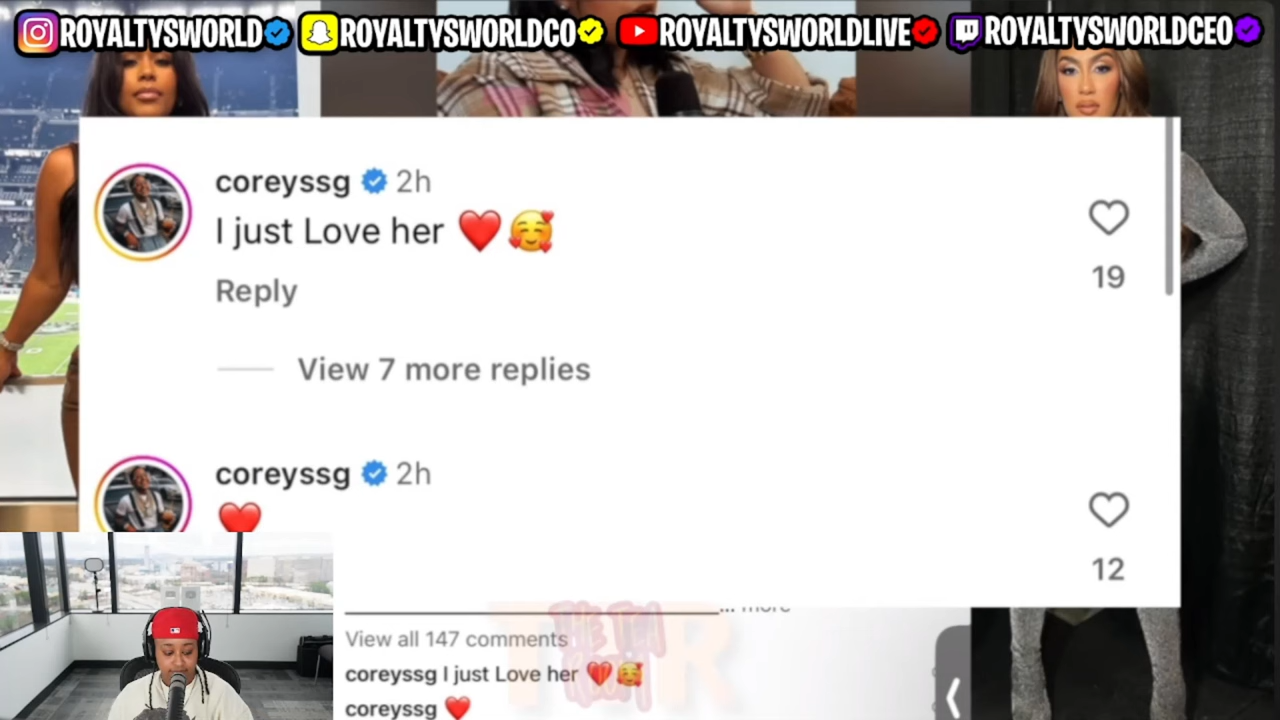 ROYALTYSWORLD ROYALTYSWORLDCO ROYALTYSWORLDLIVE ROYALTYSWORLDCEO
coreyssg 2h
I just Love her ❤️🥰
19
Reply
View 7 more replies
coreyssg 2h
❤️
12
... more
View all 147 comments
coreyssg I just Love her ❤️🥰
coreyssg ❤️